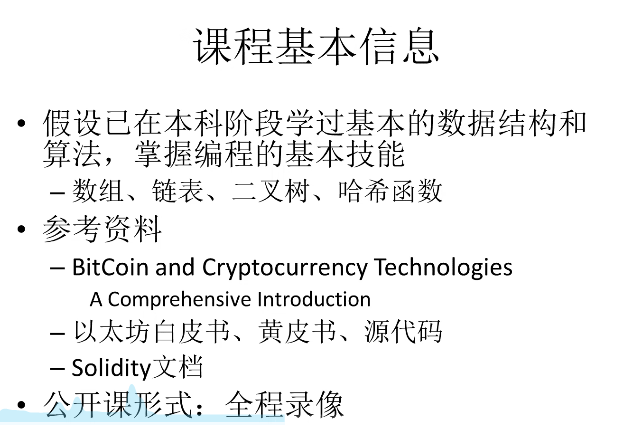 课程基本信息
• 假设已在本科阶段学过基本的数据结构和
算法，掌握编程的基本技能
– 数组、链表、二叉树、哈希函数
• 参考资料
– BitCoin and Cryptocurrency Technologies
A Comprehensive Introduction
– 以太坊白皮书、黄皮书、源代码
– Solidity文档
• 公开课形式：全程录像